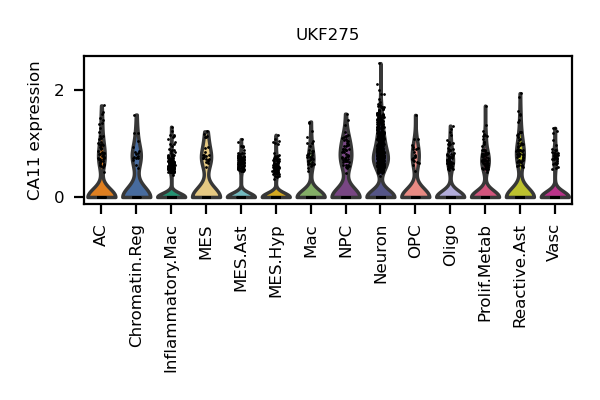 UKF275
CA11 expression
2
0
AC
Chromatin.Reg
Inflammatory.Mac
MES
MES.Ast
MES.Hyp
Mac
NPC
Neuron
OPC
Oligo
Prolif.Metab
Reactive.Ast
Vasc